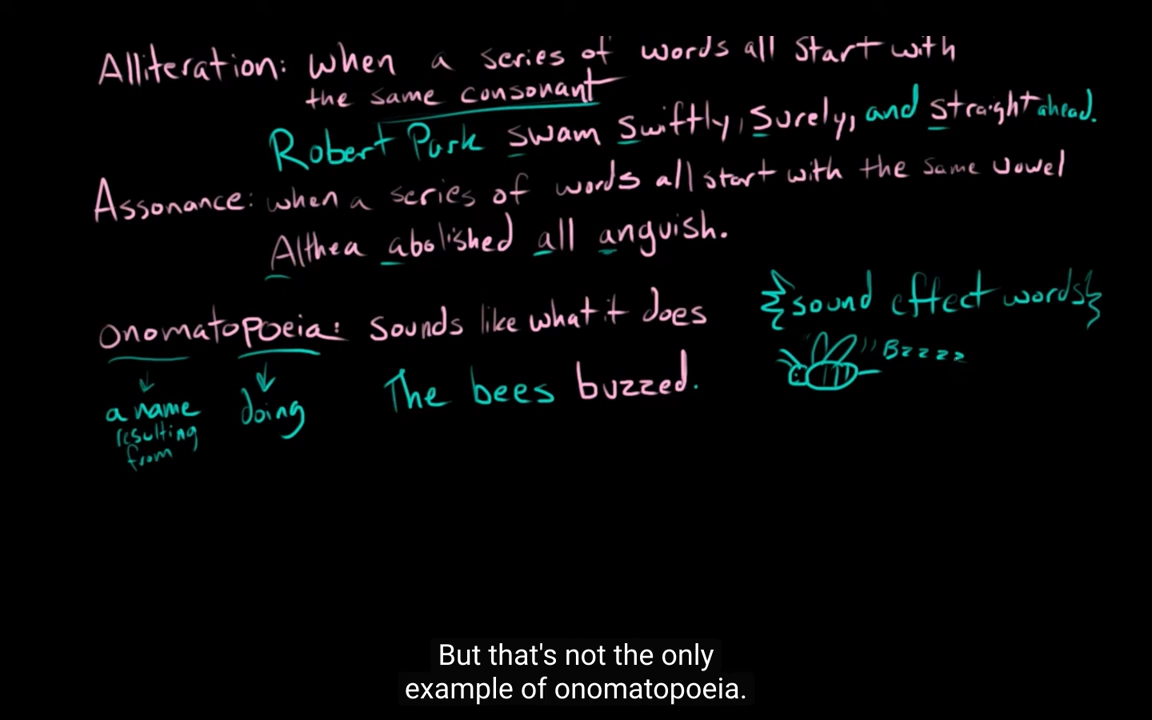 Alliteration: when a series of words all start with
the same consonant
Robert Park swam swiftly, surely, and straight ahead.
Assonance: when a series of words all start with the same vowel
Althea abolished all anguish.
onomatopoeia: sounds like what it does
sound effect words
Bzzzz
The bees buzzed.
a name
resulting
from
doing
But that's not the only
example of onomatopoeia.